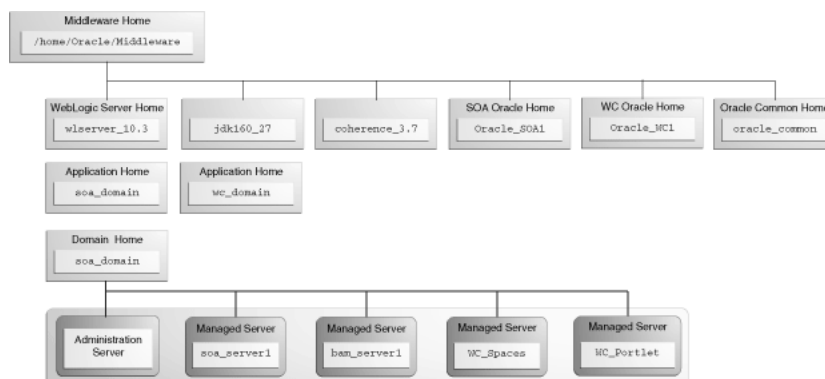 Middleware Home
/home/Oracle/Middleware
WebLogic Server Home
wlserver_10.3
jdk160_27
coherence_3.7
SOA Oracle Home
Oracle_SOA1
WC Oracle Home
Oracle_WC1
Oracle Common Home
oracle_common
Application Home
soa_domain
Application Home
wc_domain
Domain Home
soa_domain
Administration
Server
Managed Server
soa_server1
Managed Server
bam_server1
Managed Server
WC_Spaces
Managed Server
WC_Portlet